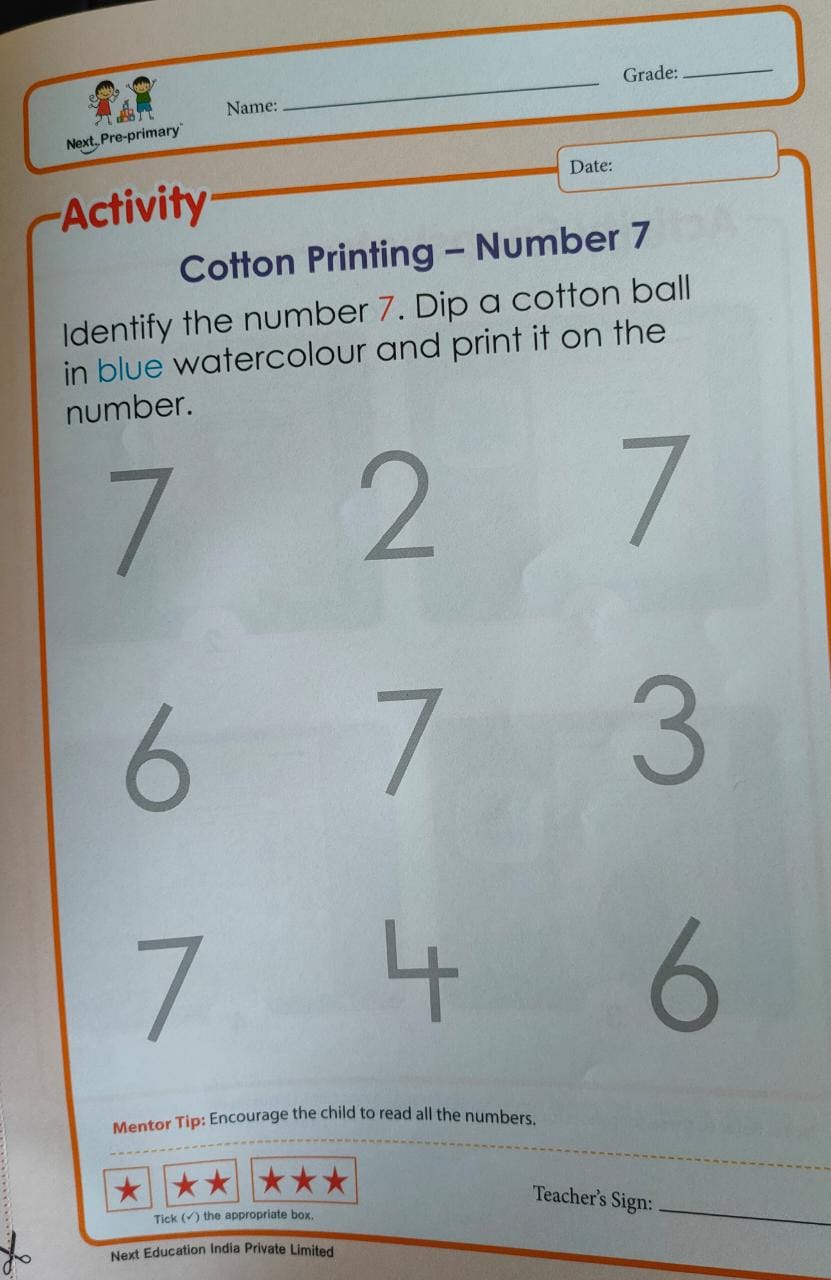 Name:
Grade:
Next Pre-primary
Date:
Activity
Cotton Printing – Number 7
Identify the number 7. Dip a cotton ball
in blue watercolour and print it on the
number.
7 2 7
6 7 3
7 4 6
Mentor Tip: Encourage the child to read all the numbers.
Tick (✓) the appropriate box.
Teacher's Sign:
Next Education India Private Limited